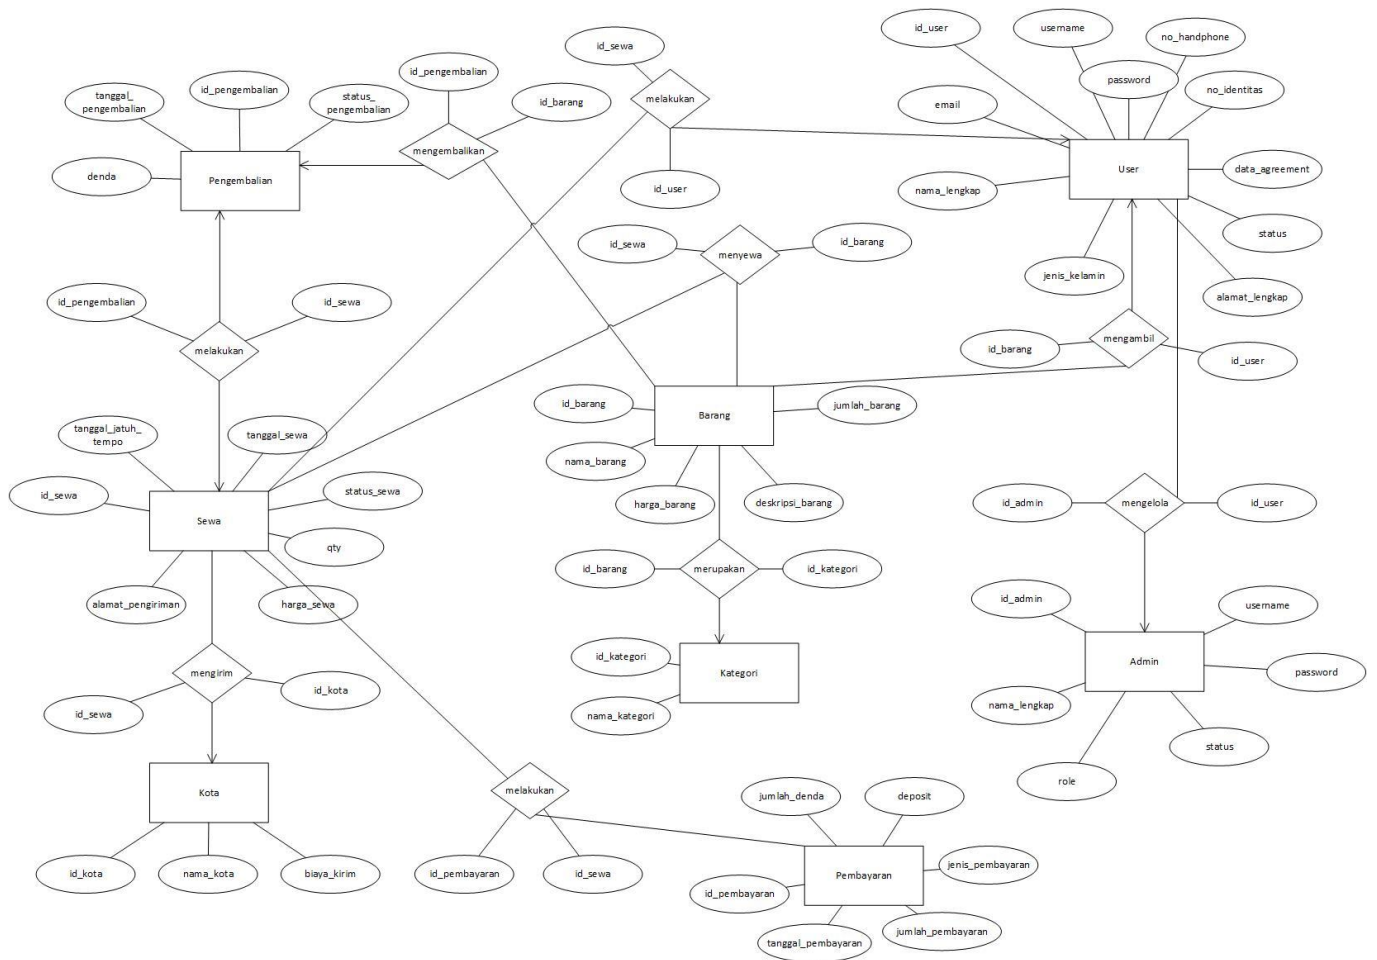 id_sewa
id_user
username
no_handphone
id_pengembalian
password
tanggal_
pengembalian
id_pengembalian
status_
pengembalian
id_barang
melakukan
email
no_identitas
mengembalikan
denda
Pengembalian
id_user
nama_lengkap
User
data_agreement
id_sewa
menyewa
id_barang
status
jenis_kelamin
alamat_lengkap
id_pengembalian
id_sewa
melakukan
mengambil
id_barang
id_user
id_barang
Barang
jumlah_barang
tanggal_jatuh_
tempo
tanggal_sewa
nama_barang
id_sewa
status_sewa
harga_barang
deskripsi_barang
id_admin
mengelola
id_user
Sewa
qty
id_barang
merupakan
id_kategori
alamat_pengiriman
harga_sewa
id_admin
username
id_kategori
Kategori
Admin
mengirim
id_kota
password
id_sewa
nama_kategori
nama_lengkap
status
role
Kota
melakukan
jumlah_denda
deposit
id_kota
nama_kota
biaya_kirim
id_pembayaran
id_sewa
Pembayaran
jenis_pembayaran
id_pembayaran
jumlah_pembayaran
tanggal_pembayaran